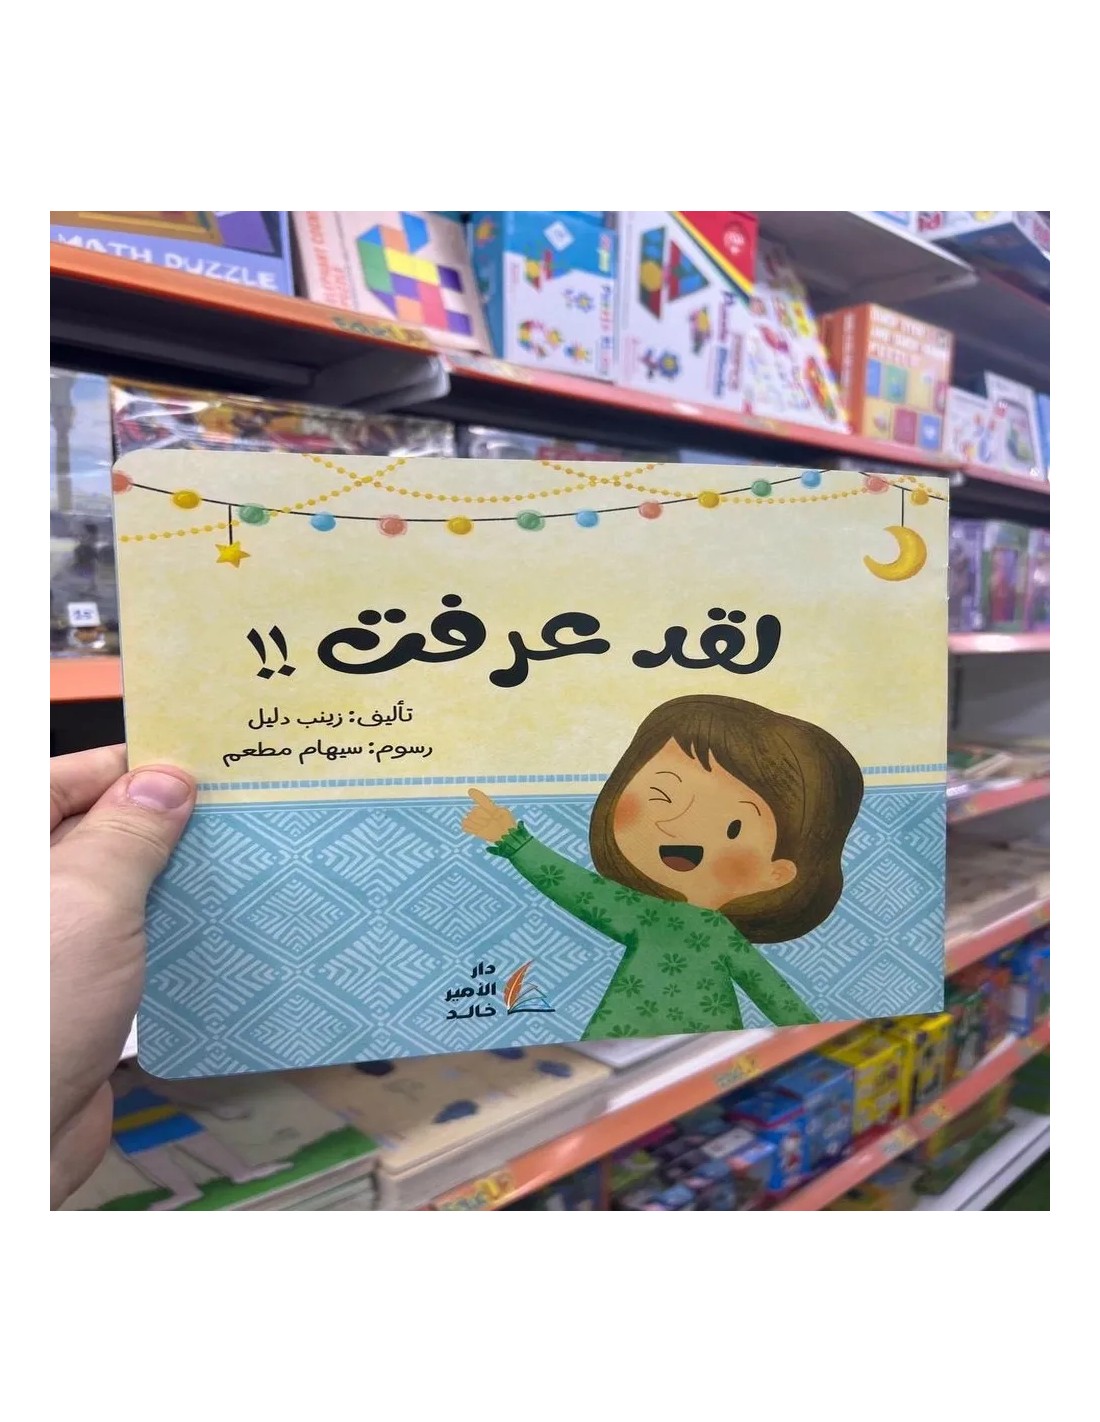 MATH PUZZLE
لقد عرفت !!
تأليف: زينب دليل
رسوم: سيهام مطعم
دار
الأمير
خالد